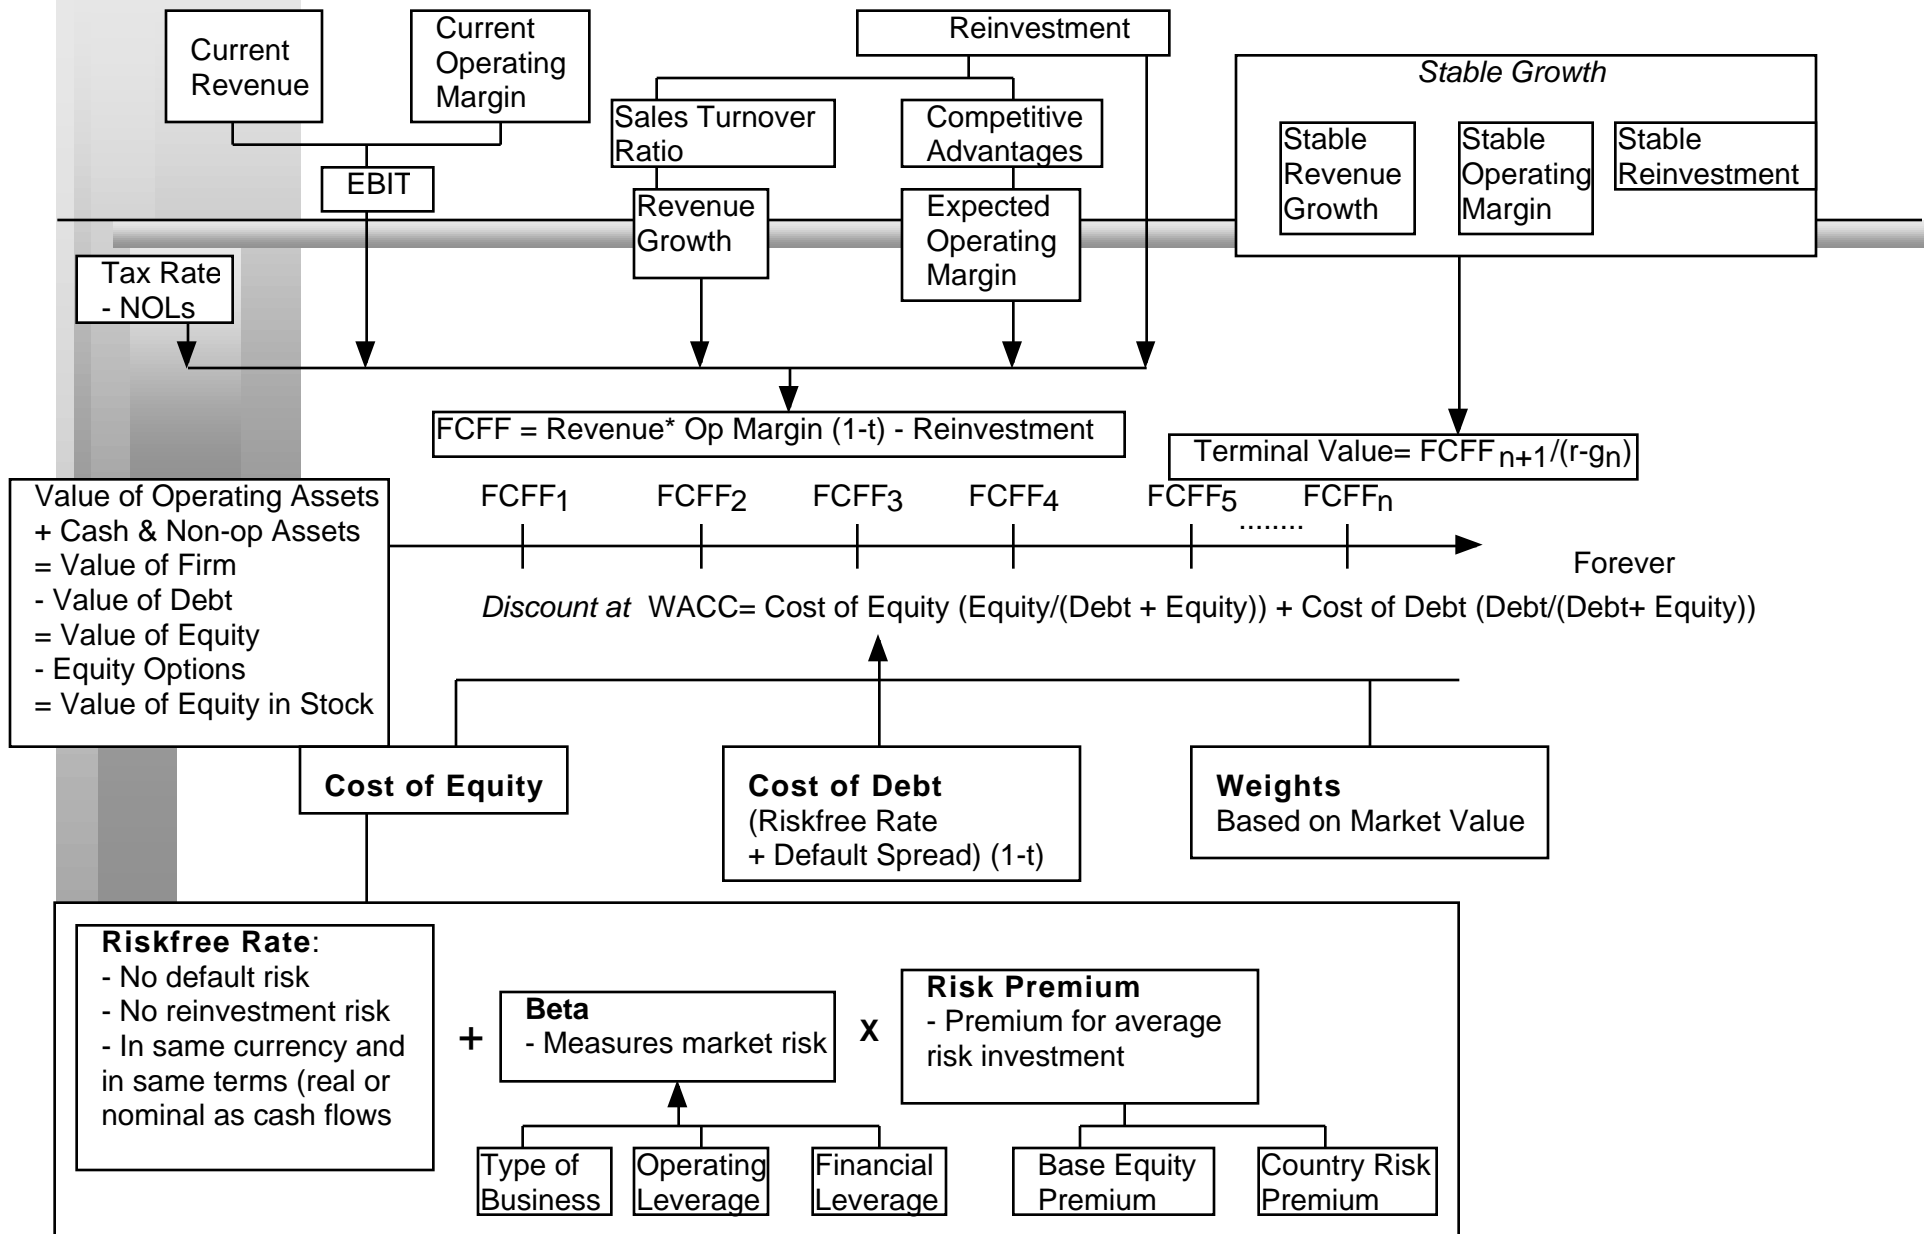 Current
Revenue
Current
Operating
Margin
Reinvestment
Stable Growth
Sales Turnover
Ratio
Competitive
Advantages
Stable
Revenue
Growth
Stable
Operating
Margin
Stable
Reinvestment
EBIT
Revenue
Growth
Expected
Operating
Margin
Tax Rate
- NOLs
FCFF = Revenue* Op Margin (1-t) - Reinvestment
Terminal Value= FCFF n+1/(r-gn)
Value of Operating Assets
+ Cash & Non-op Assets
= Value of Firm
- Value of Debt
= Value of Equity
- Equity Options
= Value of Equity in Stock
FCFF1 FCFF2 FCFF3 FCFF4 FCFF5 ........ FCFFn
Forever
Discount at WACC= Cost of Equity (Equity/(Debt + Equity)) + Cost of Debt (Debt/(Debt+ Equity))
Cost of Equity
Cost of Debt
(Riskfree Rate
+ Default Spread) (1-t)
Weights
Based on Market Value
Riskfree Rate:
- No default risk
- No reinvestment risk
- In same currency and
in same terms (real or
nominal as cash flows
+
Beta
- Measures market risk
X
Risk Premium
- Premium for average
risk investment
Type of
Business
Operating
Leverage
Financial
Leverage
Base Equity
Premium
Country Risk
Premium